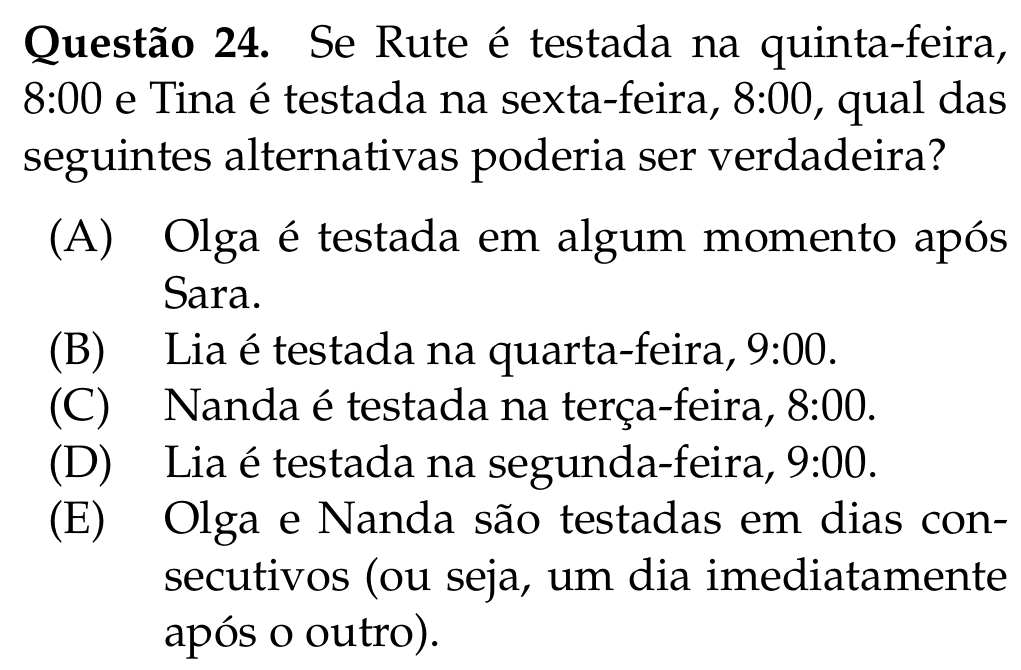 Questão 24. Se Rute é testada na quinta-feira,
8:00 e Tina é testada na sexta-feira, 8:00, qual das
seguintes alternativas poderia ser verdadeira?
(A) Olga é testada em algum momento após
Sara.
(B) Lia é testada na quarta-feira, 9:00.
(C) Nanda é testada na terça-feira, 8:00.
(D) Lia é testada na segunda-feira, 9:00.
(E) Olga e Nanda são testadas em dias con-
secutivos (ou seja, um dia imediatamente
após o outro).